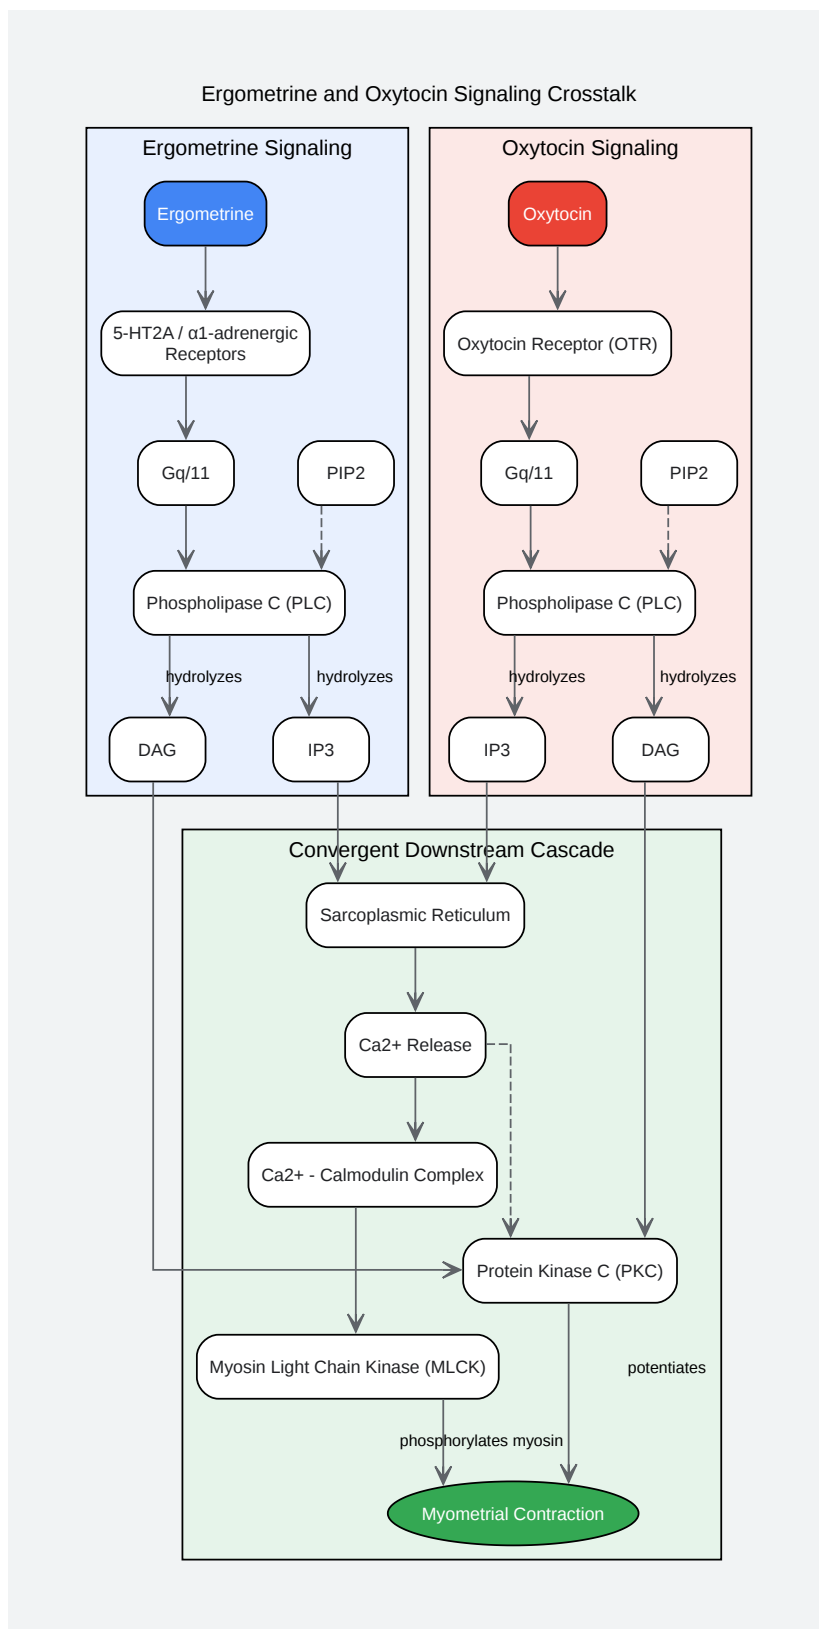 Ergometrine and Oxytocin Signaling Crosstalk
Ergometrine Signaling
Ergometrine
5-HT2A / α1-adrenergic
Receptors
Gq/11
PIP2
Phospholipase C (PLC)
hydrolyzes
hydrolyzes
DAG
IP3
Oxytocin Signaling
Oxytocin
Oxytocin Receptor (OTR)
Gq/11
PIP2
Phospholipase C (PLC)
hydrolyzes
hydrolyzes
IP3
DAG
Convergent Downstream Cascade
Sarcoplasmic Reticulum
Ca2+ Release
Ca2+ - Calmodulin Complex
Protein Kinase C (PKC)
Myosin Light Chain Kinase (MLCK)
potentiates
phosphorylates myosin
Myometrial Contraction